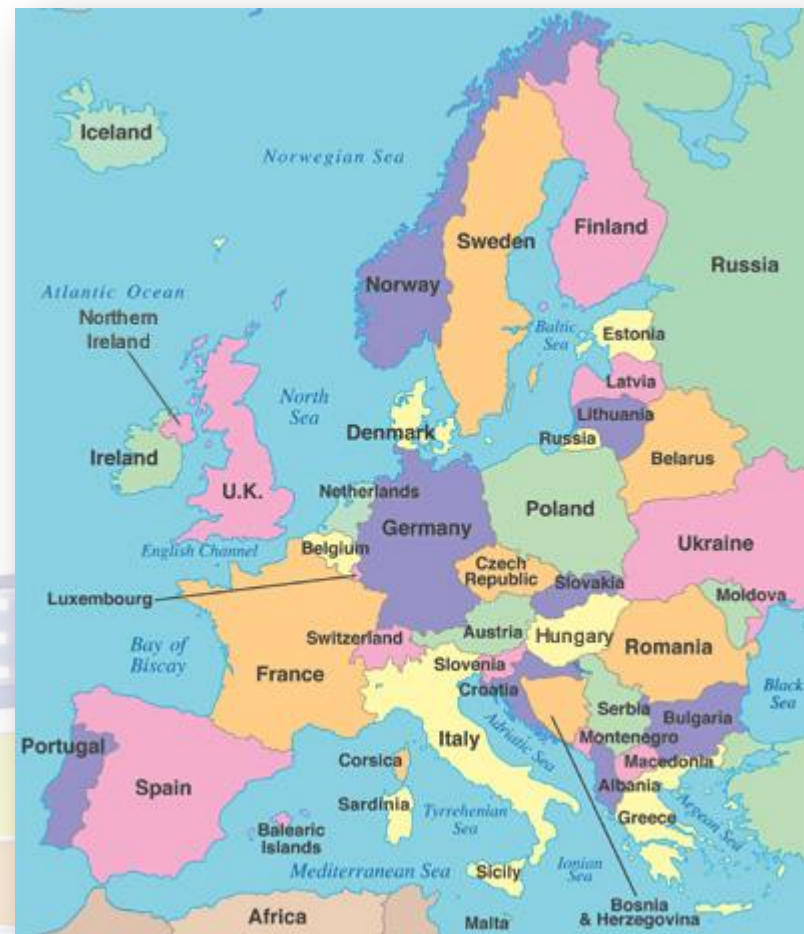 Iceland
Norwegian Sea
Finland
Sweden
Russia
Norway
Atlantic Ocean
Northern
Ireland
Baltic
Sea
Estonia
North
Sea
Latvia
Lithuania
Denmark
Russia
Ireland
Belarus
U.K.
Netherlands
Poland
Germany
Ukraine
English Channel
Belgium
Czech
Republic
Slovakia
Moldova
Luxembourg
Austria
Hungary
Switzerland
Bay of
Biscay
Romania
France
Slovenia
Croatia
Black
Sea
Serbia
Bulgaria
Portugal
Italy
Adriatic Sea
Montenegro
Corsica
Macedonia
Spain
Albania
Sardinia
Tyrrehenian
Sea
Greece
Aegean Sea
Balearic
Islands
Mediterranean Sea
Sicily
Ionian
Sea
Africa
Malta
Bosnia
& Herzegovina